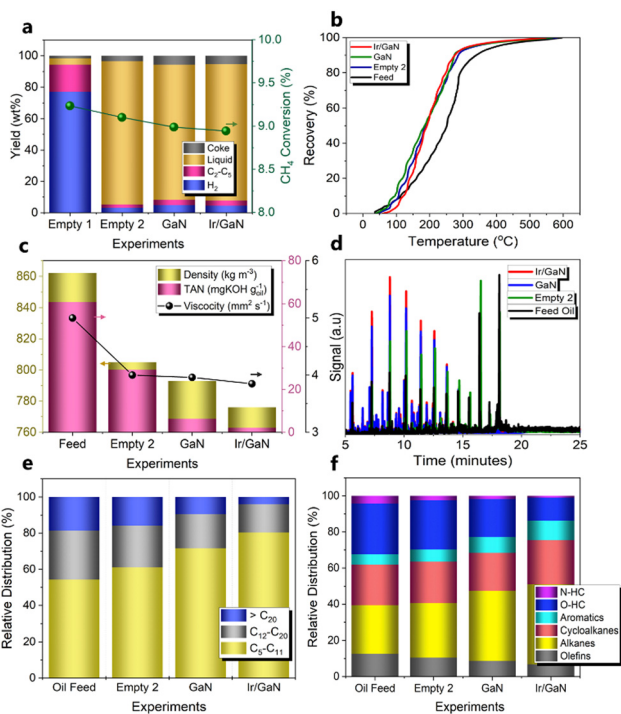 a
100
80
60
40
20
0
Yield (wt%)
10.0
9.5
9.0
8.5
8.0
CH₄ Conversion (%)
Coke
Liquid
C₂-C₅
H₂
Empty 1 Empty 2 GaN Ir/GaN
Experiments
b
100
80
60
40
20
0
Recovery (%)
Ir/GaN
GaN
Empty 2
Feed
0 100 200 300 400 500 600
Temperature (°C)
c
860
840
820
800
780
760
80
60
40
20
0
6
5
4
3
Density (kg m⁻³)
TAN (mgKOH g⁻¹oil)
Viscocity (mm² s⁻¹)
Feed Empty 2 GaN Ir/GaN
Experiments
d
Signal (a.u)
Ir/GaN
GaN
Empty 2
Feed Oil
5 10 15 20 25
Time (minutes)
e
100
80
60
40
20
0
Relative Distribution (%)
> C₂₀
C₁₂-C₂₀
C₅-C₁₁
Oil Feed Empty 2 GaN Ir/GaN
Experiments
f
100
80
60
40
20
0
Relative Distribution (%)
N-HC
O-HC
Aromatics
Cycloalkanes
Alkanes
Olefins
Oil Feed Empty 2 GaN Ir/GaN
Experiments